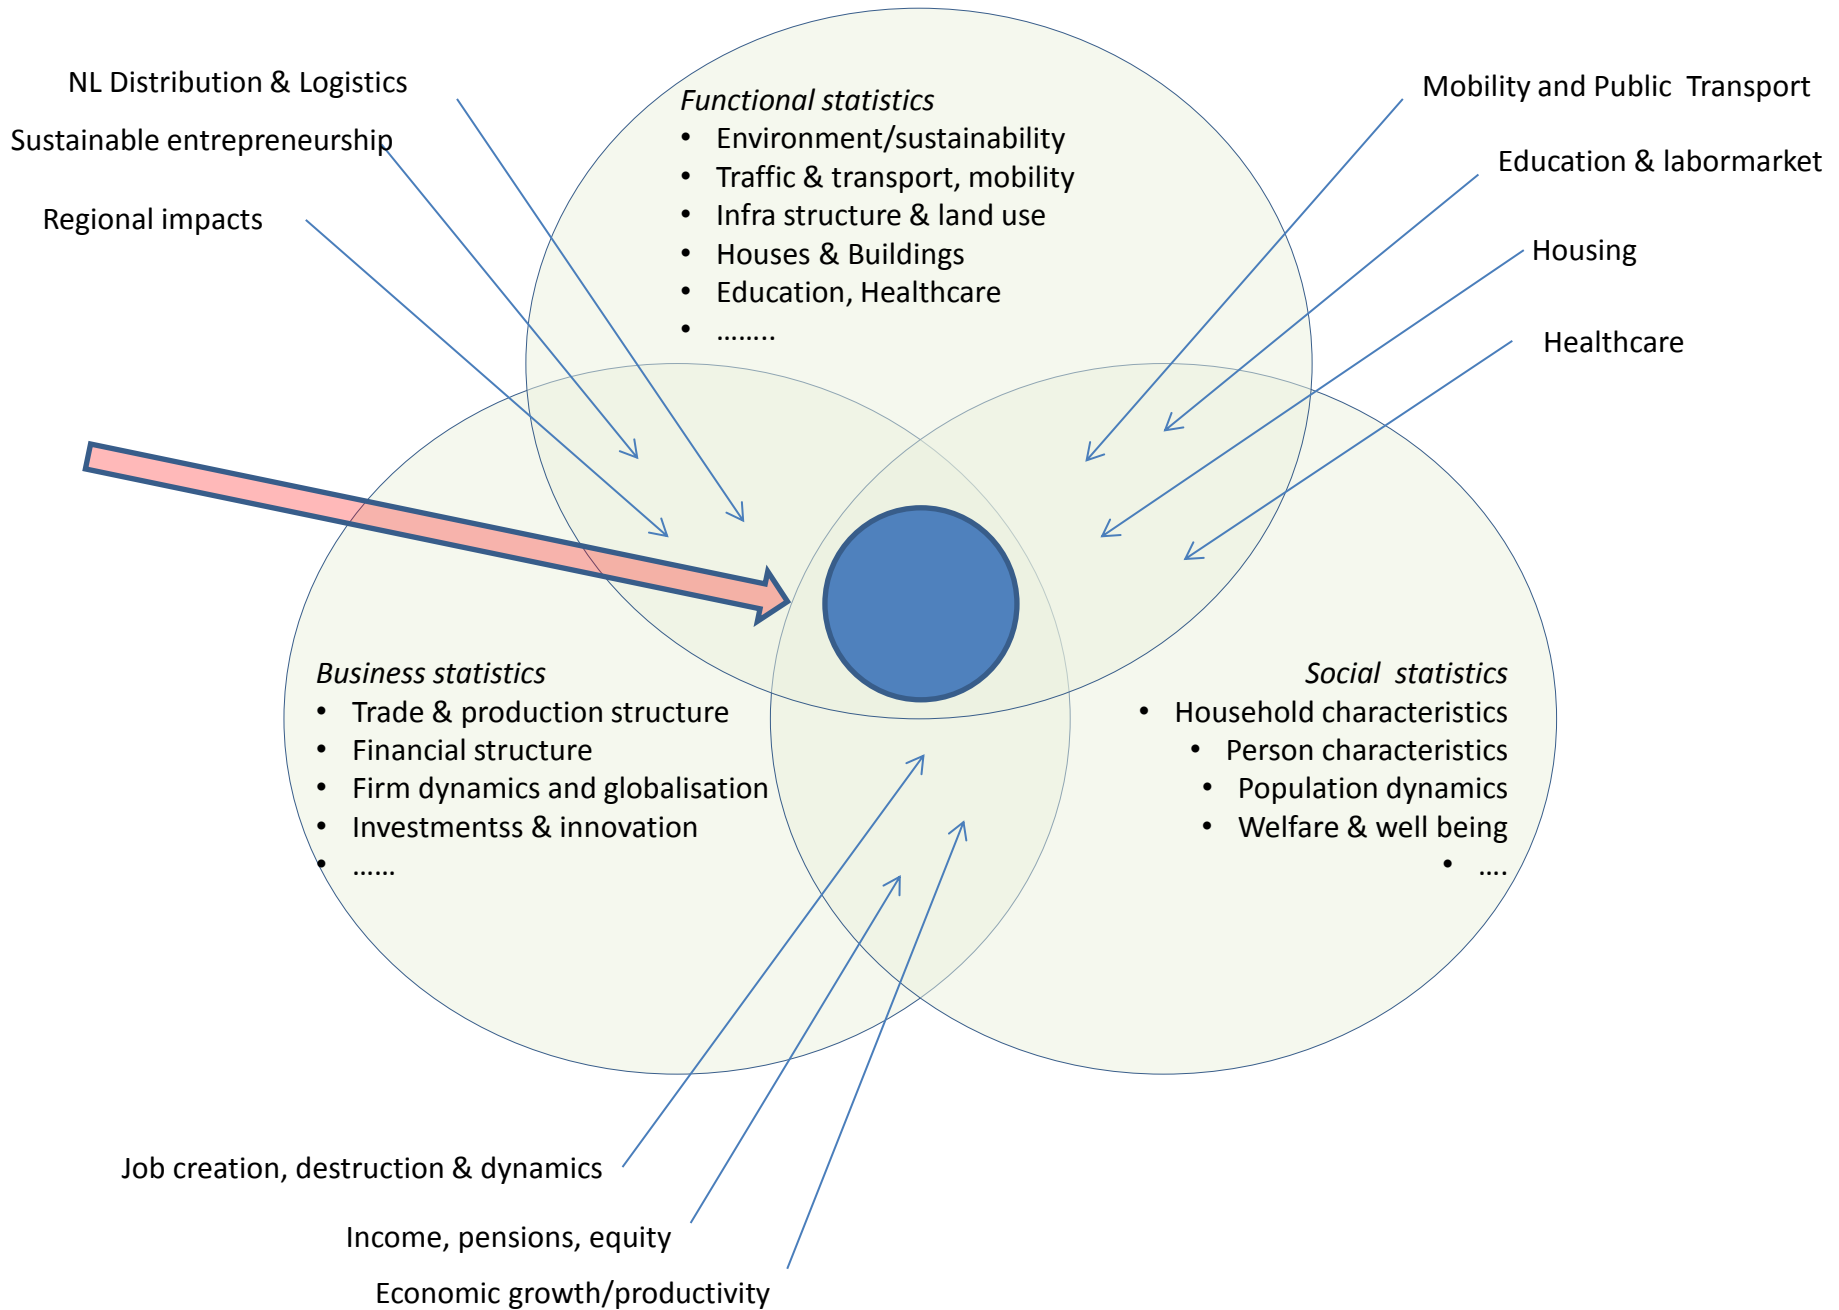 NL Distribution & Logistics
Sustainable entrepreneurship
Regional impacts
Functional statistics
• Environment/sustainability
• Traffic & transport, mobility
• Infra structure & land use
• Houses & Buildings
• Education, Healthcare
• ........
Mobility and Public  Transport
Education & labormarket
Housing
Healthcare
Business statistics
• Trade & production structure
• Financial structure
• Firm dynamics and globalisation
• Investmentss & innovation
• ......
Social  statistics
• Household characteristics
• Person characteristics
• Population dynamics
• Welfare & well being
• ....
Job creation, destruction & dynamics
Income, pensions, equity
Economic growth/productivity